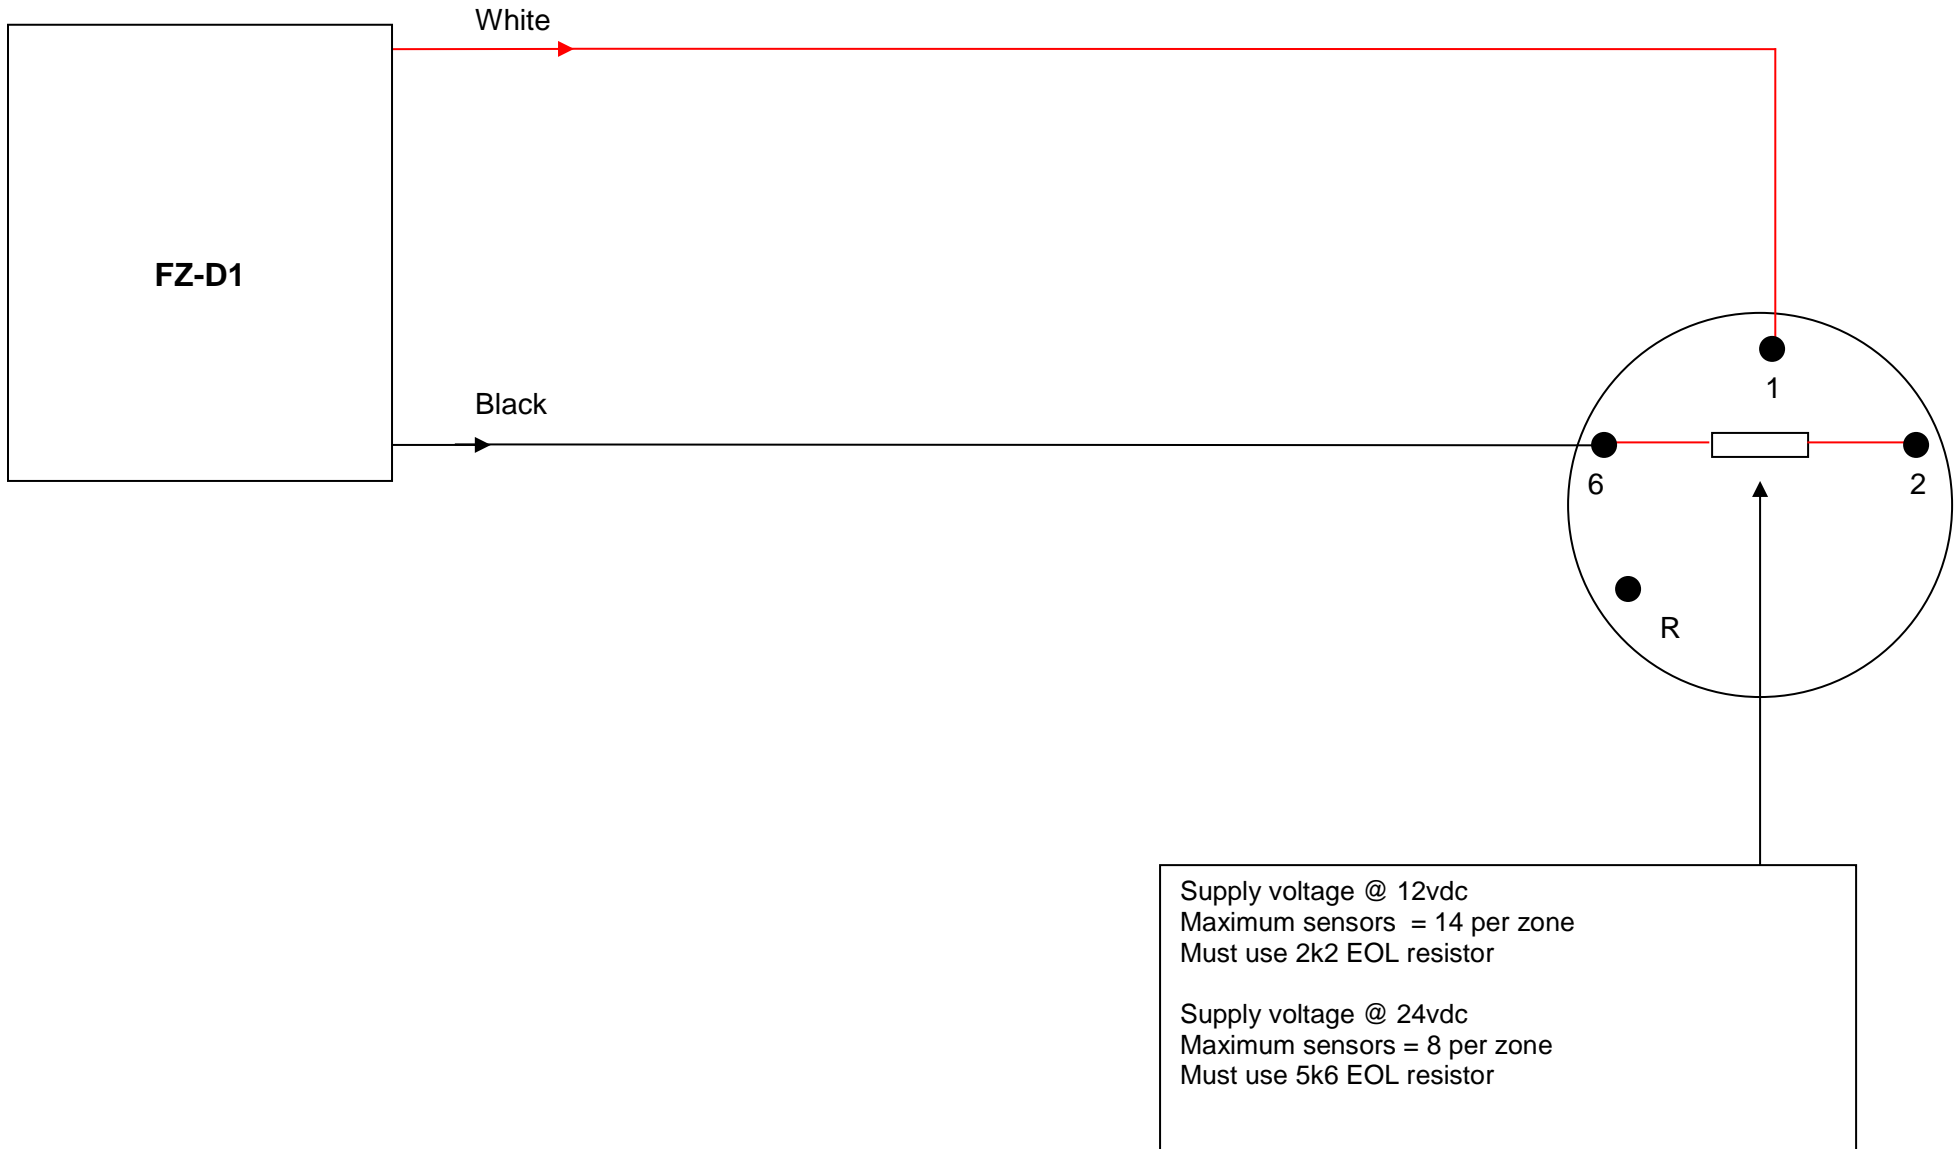 White
FZ-D1
Black
1
6
2
R
Supply voltage @ 12vdc
Maximum sensors = 14 per zone
Must use 2k2 EOL resistor
Supply voltage @ 24vdc
Maximum sensors = 8 per zone
Must use 5k6 EOL resistor